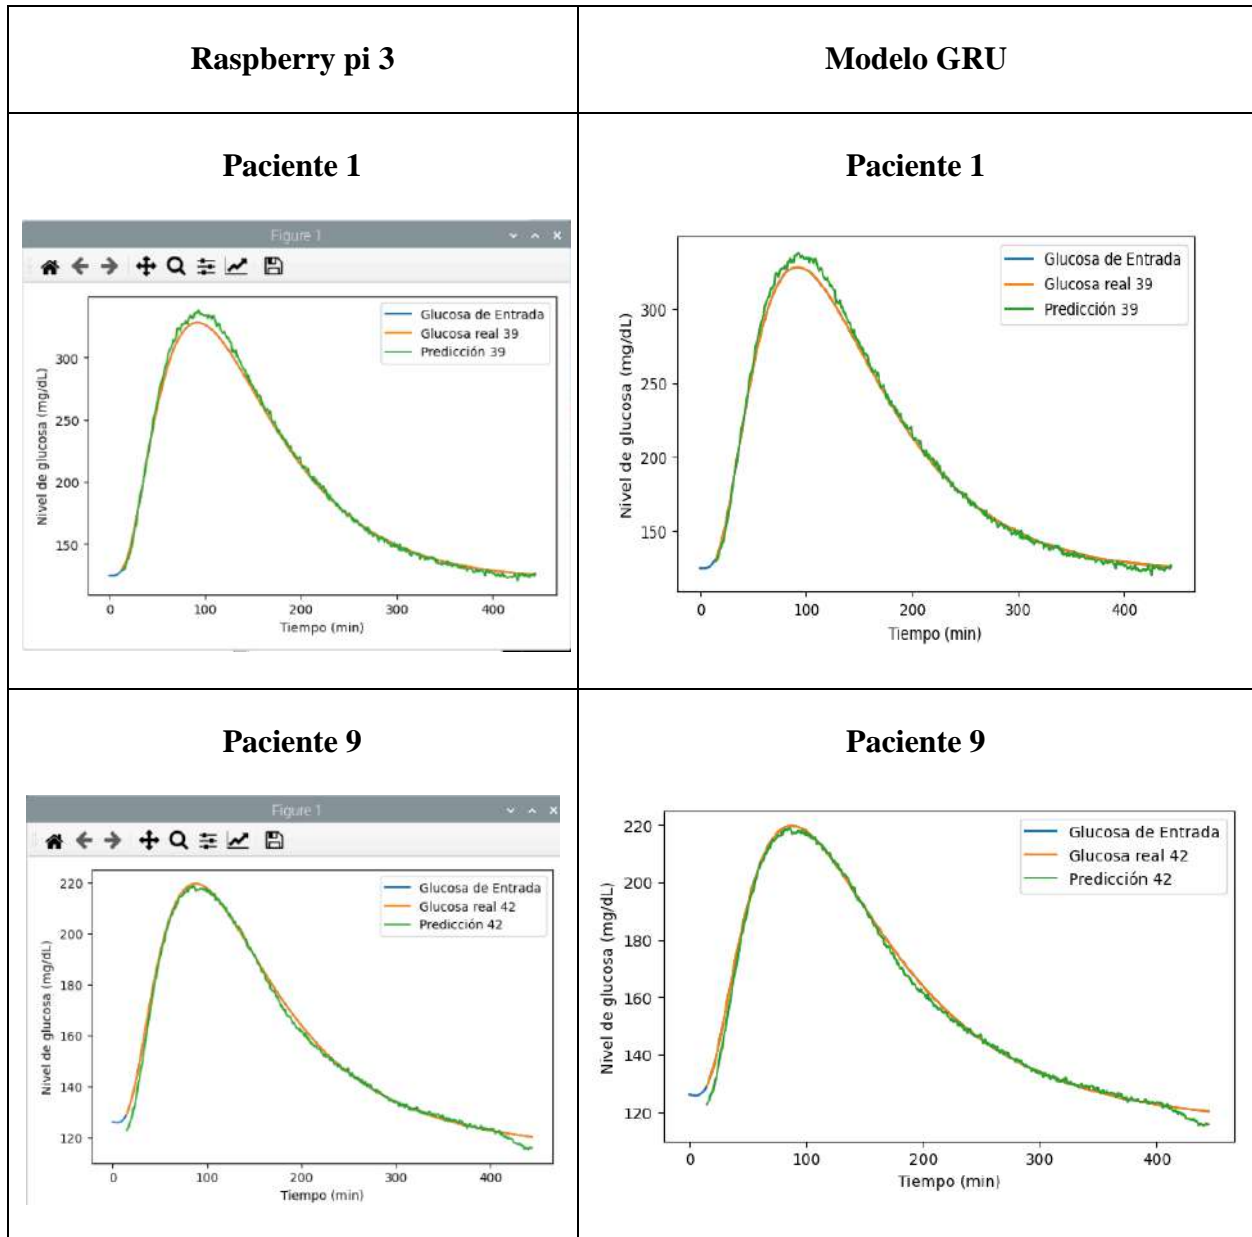 Raspberry pi 3
Modelo GRU
Paciente 1
Paciente 1
Figure 1
Glucosa de Entrada
Glucosa real 39
Predicción 39
Nivel de glucosa (mg/dL)
300
250
200
150
0 100 200 300 400
Tiempo (min)
Glucosa de Entrada
Glucosa real 39
Predicción 39
Nivel de glucosa (mg/dL)
300
250
200
150
0 100 200 300 400
Tiempo (min)
Paciente 9
Paciente 9
Figure 1
Glucosa de Entrada
Glucosa real 42
Predicción 42
Nivel de glucosa (mg/dL)
220
200
180
160
140
120
0 100 200 300 400
Tiempo (min)
Glucosa de Entrada
Glucosa real 42
Predicción 42
Nivel de glucosa (mg/dL)
220
200
180
160
140
120
0 100 200 300 400
Tiempo (min)